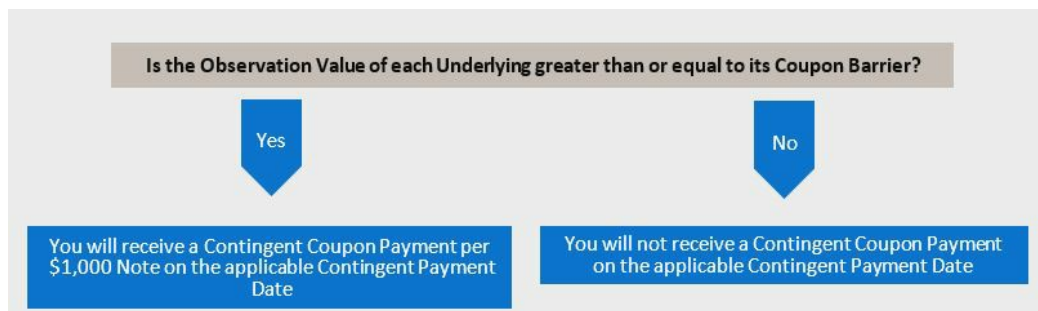 Is the Observation Value of each Underlying greater than or equal to its Coupon Barrier?
Yes
No
You will receive a Contingent Coupon Payment per
$1,000 Note on the applicable Contingent Payment
Date
You will not receive a Contingent Coupon Payment
on the applicable Contingent Payment Date